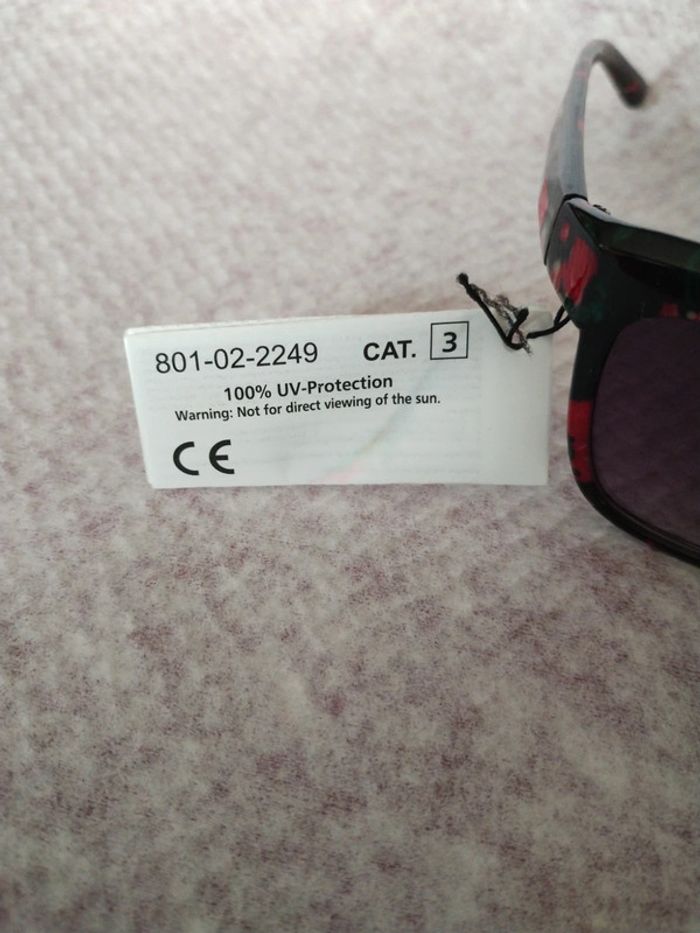 801-02-2249 CAT. 3
100% UV-Protection
Warning: Not for direct viewing of the sun.
CE